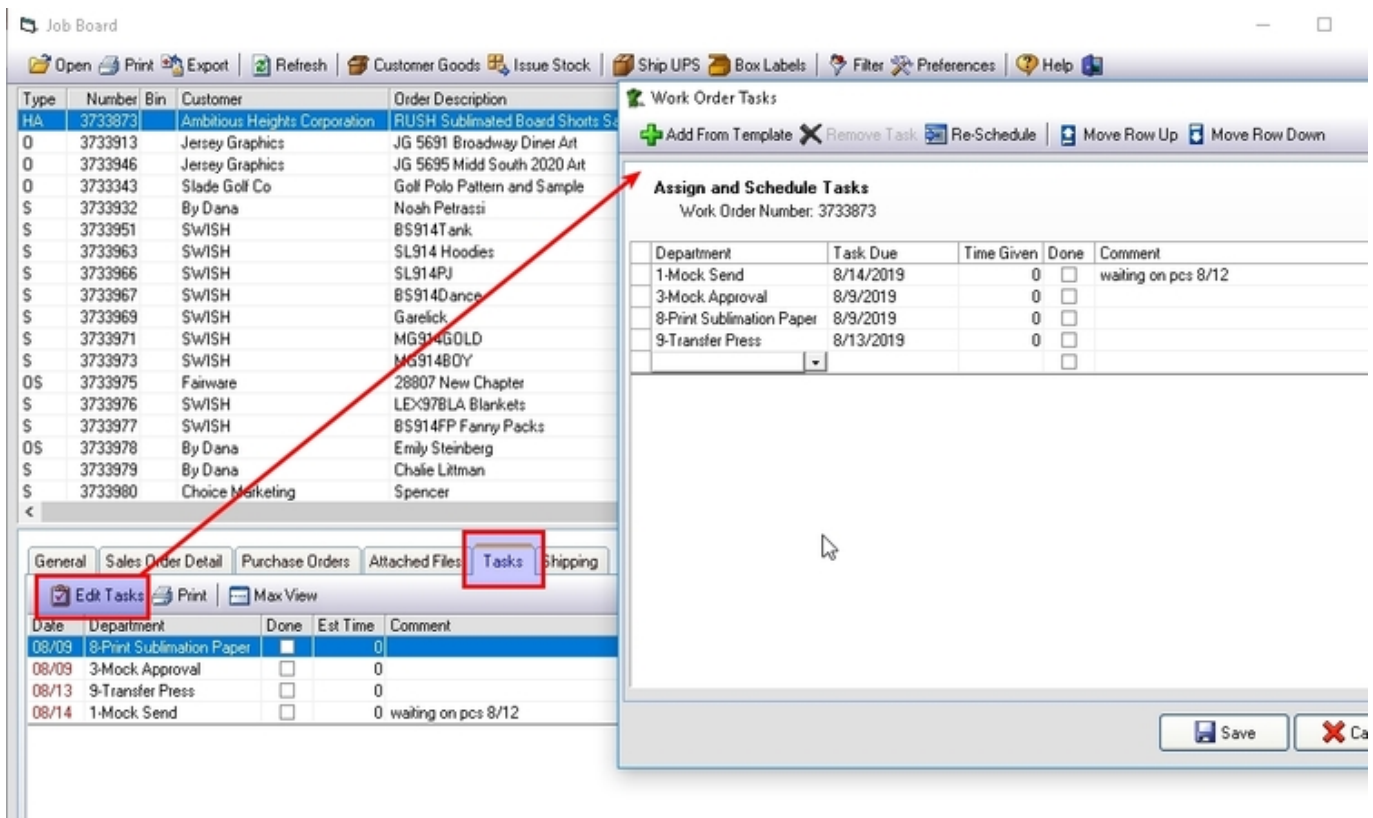 Job Board
Open Print Export Refresh Customer Goods Issue Stock Ship UPS Box Labels Filter Preferences Help
Type Number Bin Customer Order Description
HA 3733873 Ambitious Heights Corporation RUSH Sublimated Board Shorts Sa
O 3733913 Jersey Graphics JG 5691 Broadway Diner Art
O 3733946 Jersey Graphics JG 5695 Midd South 2020 Art
O 3733343 Slade Golf Co Golf Polo Pattern and Sample
S 3733932 By Dana Noah Petrassi
S 3733951 SWISH BS914Tank
S 3733963 SWISH SL914 Hoodies
S 3733966 SWISH SL914PJ
S 3733967 SWISH BS914Dance
S 3733969 SWISH Garelick
S 3733971 SWISH MG914GOLD
S 3733973 SWISH MG914BOY
OS 3733975 Fairware 28807 New Chapter
S 3733976 SWISH LEX97BLA Blankets
S 3733977 SWISH BS914FP Fanny Packs
OS 3733978 By Dana Emily Steinberg
S 3733979 By Dana Chalie Littman
S 3733980 Choice Marketing Spencer
General Sales Order Detail Purchase Orders Attached Files Tasks Shipping
Edit Tasks Print Max View
Date Department Done Est Time Comment
08/09 8-Print Sublimation Paper 0
08/09 3-Mock Approval 0
08/13 9-Transfer Press 0
08/14 1-Mock Send 0 waiting on pcs 8/12
Work Order Tasks
Add From Template Remove Task Re-Schedule Move Row Up Move Row Down
Assign and Schedule Tasks
Work Order Number: 3733873
Department Task Due Time Given Done Comment
1-Mock Send 8/14/2019 0 waiting on pcs 8/12
3-Mock Approval 8/9/2019 0
8-Print Sublimation Paper 8/9/2019 0
9-Transfer Press 8/13/2019 0
Save Ca